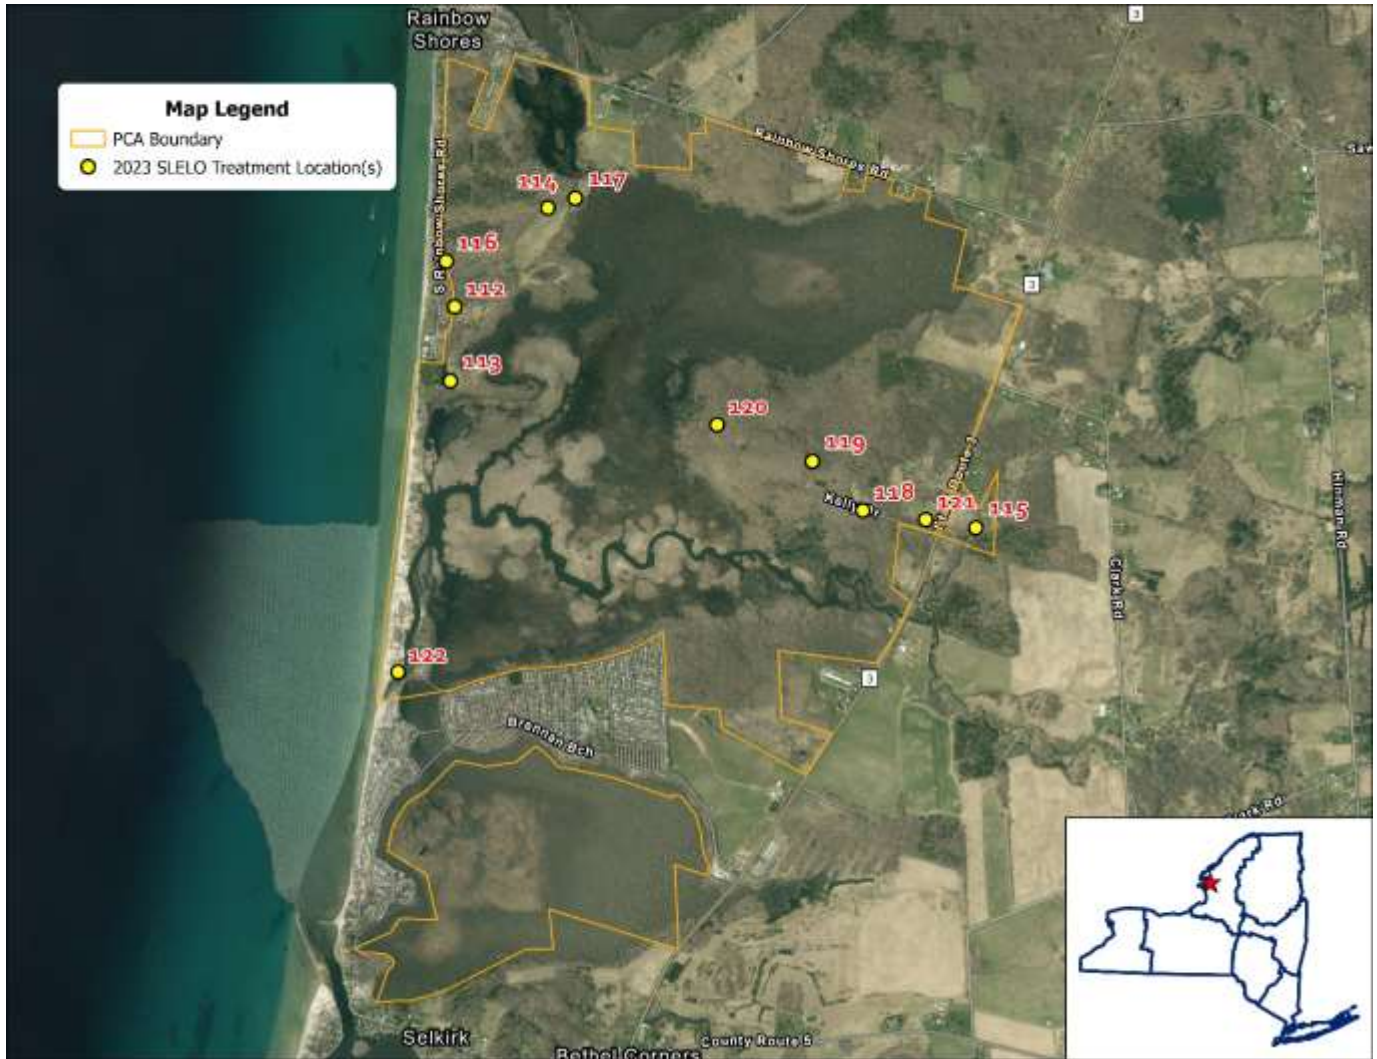 Rainbow
Shores
3
Map Legend
PCA Boundary
2023 SLELO Treatment Location(s)
Rainbow Shores Rd
S Rainbow Shores Rd
114
117
116
112
3
113
120
119
118
121
115
Hinman Rd
Clark Rd
122
3
Brennan Bch
Selkirk
County Route 5
Bethel Corners